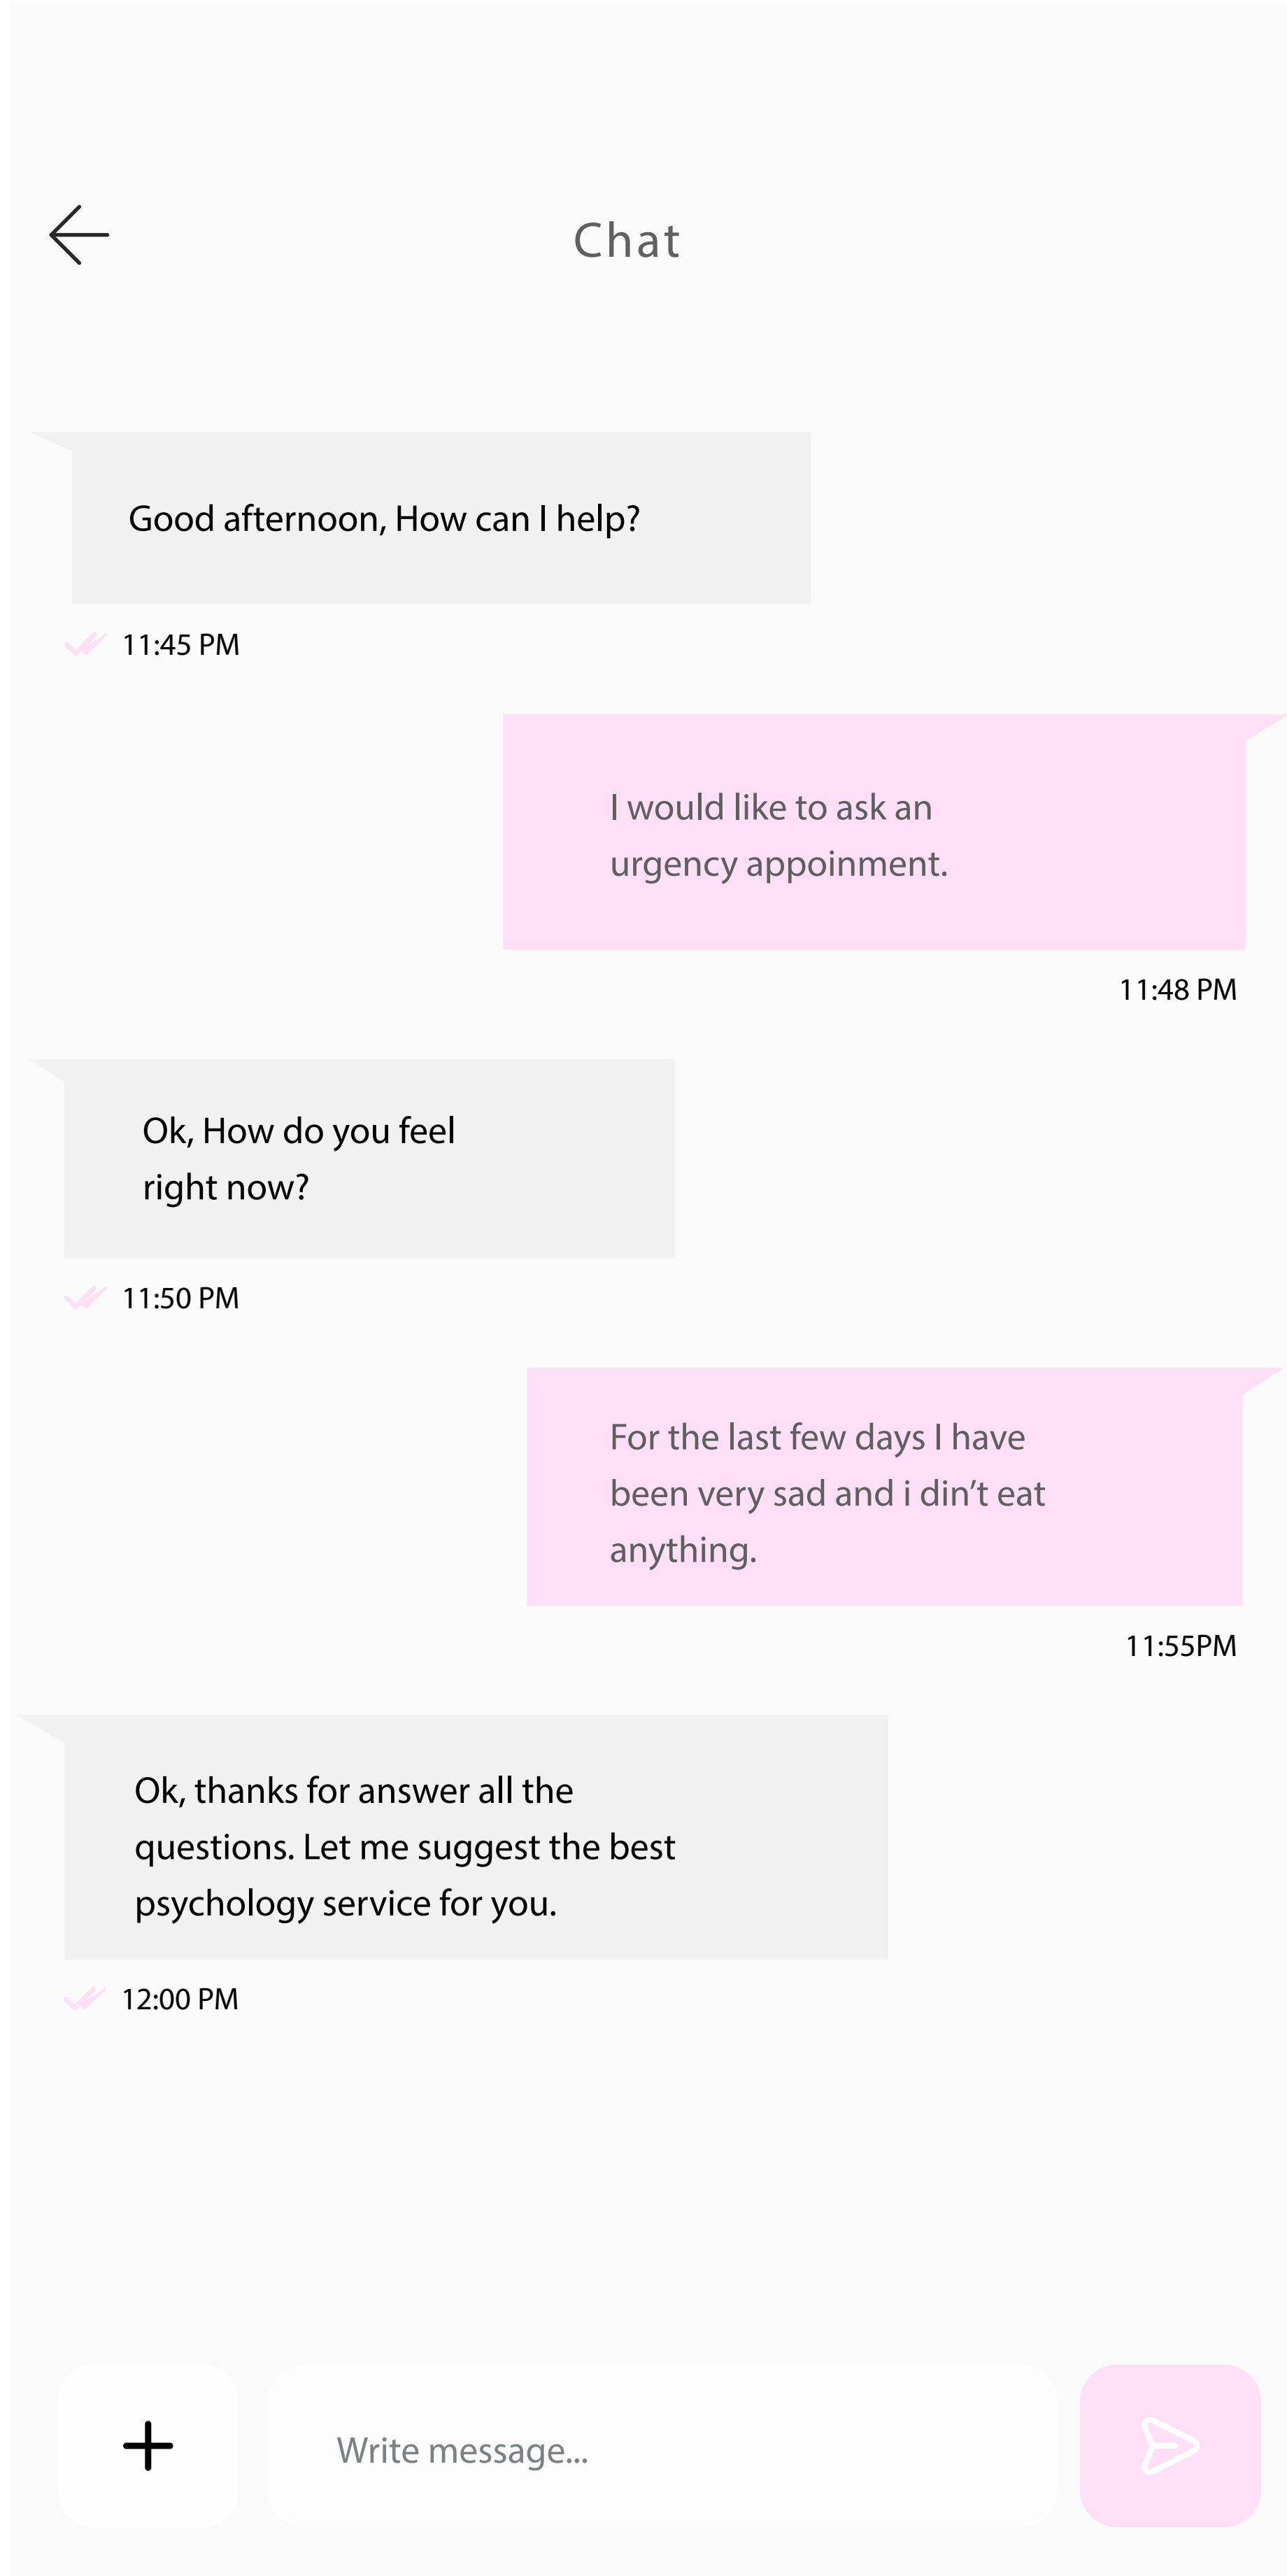 Chat
Good afternoon, How can I help?
11:45 PM
I would like to ask an
urgency appoinment.
11:48 PM
Ok, How do you feel
right now?
11:50 PM
For the last few days I have
been very sad and i din’t eat
anything.
11:55PM
Ok, thanks for answer all the
questions. Let me suggest the best
psychology service for you.
12:00 PM
Write message...